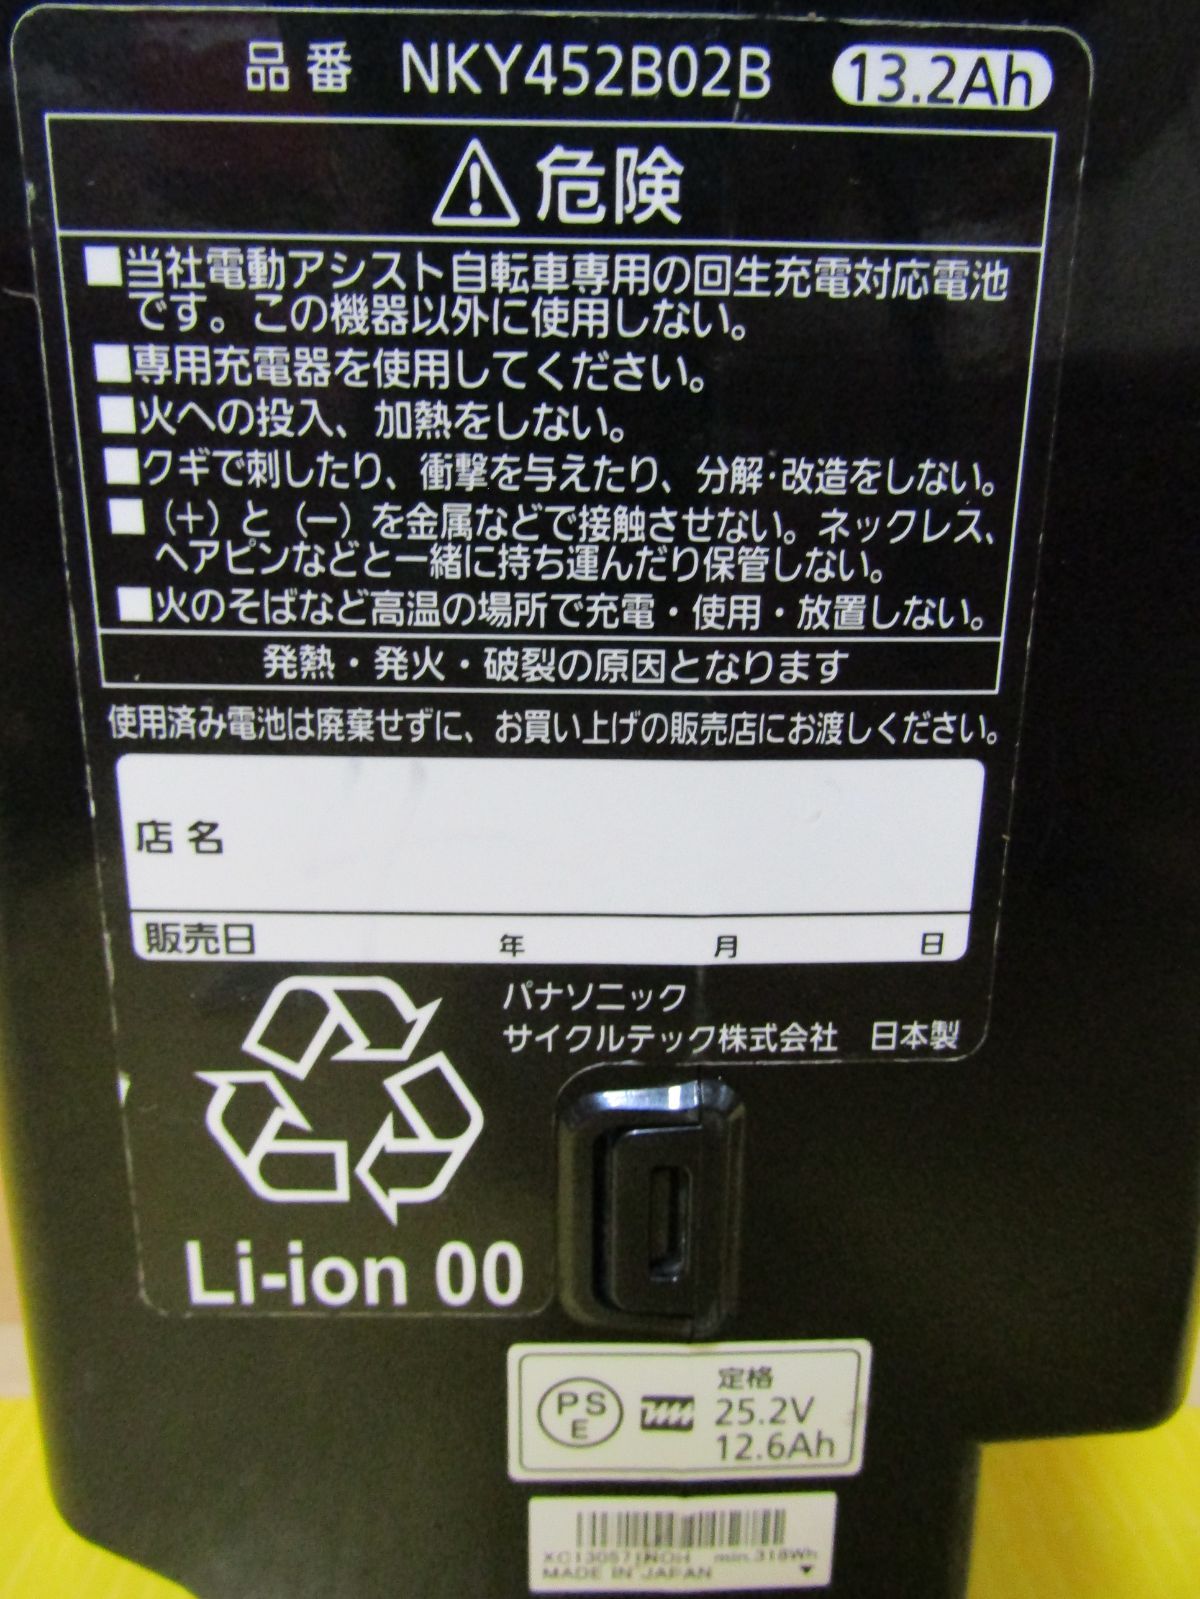 品番 NKY452B02B 13.2Ah
危険
■当社電動アシスト自転車専用の回生充電対応電池
です。この機器以外に使用しない。
■専用充電器を使用してください。
■火への投入、加熱をしない。
■クギで刺したり、衝撃を与えたり、分解・改造をしない。
■(+)と(−)を金属などで接触させない。ネックレス、
ヘアピンなどと一緒に持ち運んだり保管しない。
■火のそばなど高温の場所で充電・使用・放置しない。
発熱・発火・破裂の原因となります
使用済み電池は廃棄せずに、お買い上げの販売店にお渡しください。
店名
販売日 年 月 日
パナソニック
サイクルテック株式会社 日本製
Li-ion 00
PSE
定格
25.2V
12.6Ah
min.318Wh
MADE IN JAPAN